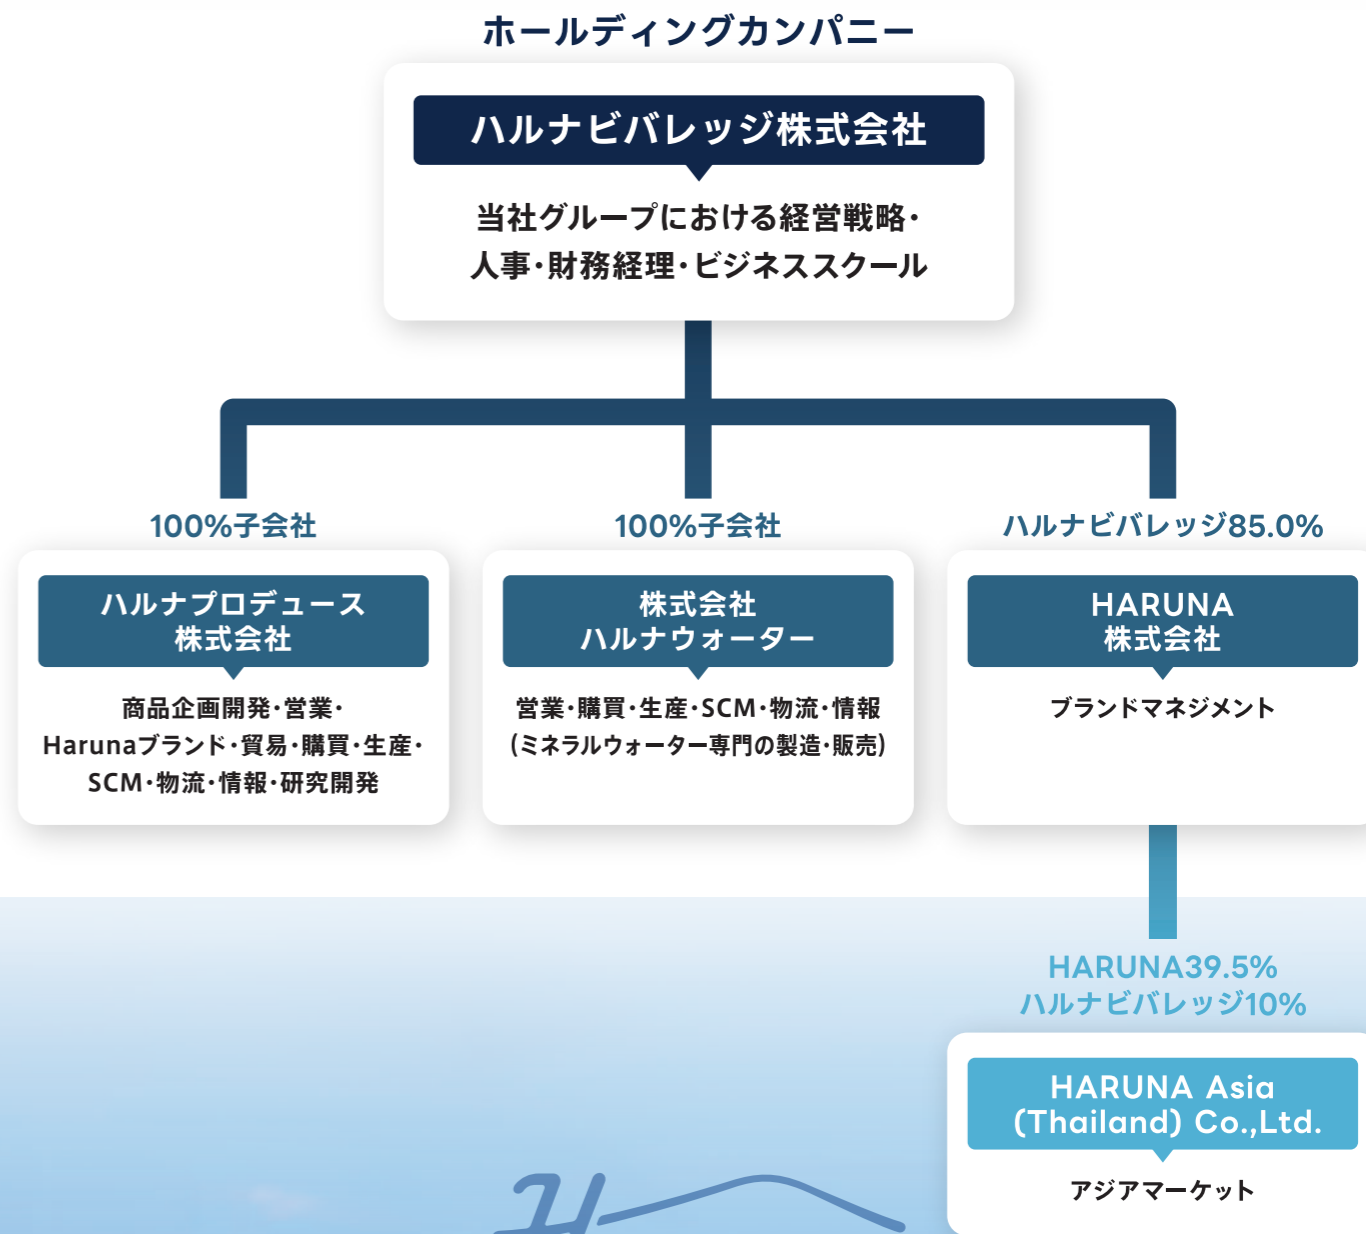 ホールディングカンパニー
ハルナビバレッジ株式会社
当社グループにおける経営戦略・
人事・財務経理・ビジネススクール
100%子会社
ハルナプロデュース
株式会社
商品企画開発・営業・
Harunaブランド・貿易・購買・生産・
SCM・物流・情報・研究開発
100%子会社
株式会社
ハルナウォーター
営業・購買・生産・SCM・物流・情報
(ミネラルウォーター専門の製造・販売)
ハルナビバレッジ85.0%
HARUNA
株式会社
ブランドマネジメント
HARUNA39.5%
ハルナビバレッジ10%
HARUNA Asia
(Thailand) Co.,Ltd.
アジアマーケット